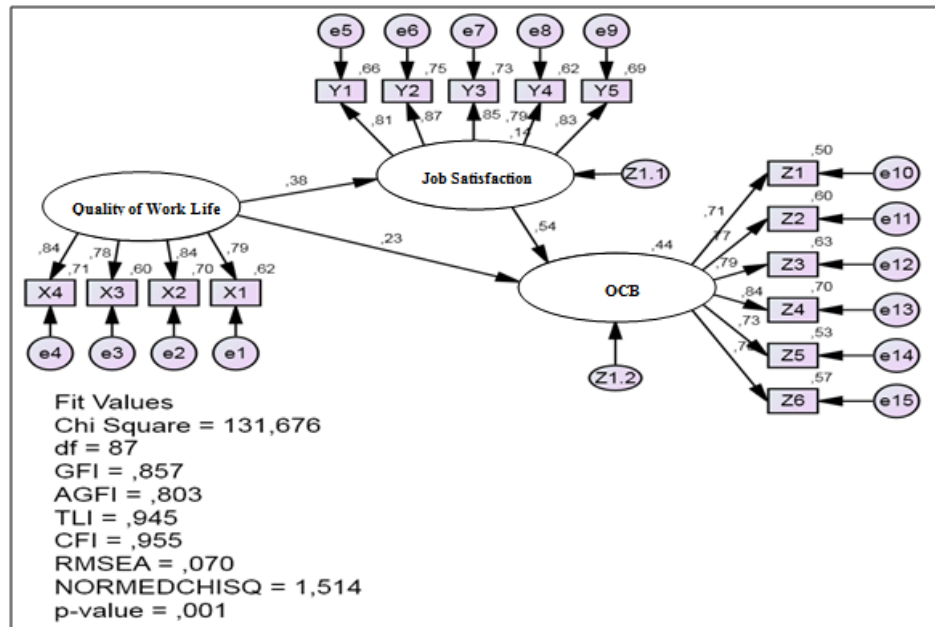 e5 e6 e7 e8 e9
,66 ,75 ,73 ,62 ,69
Y1 Y2 Y3 Y4 Y5
,81 ,87 ,85 ,79 ,83
,14
Job Satisfaction
Z1.1
,38
Quality of Work Life
,54
,23
,84 ,78 ,84 ,79
,71 ,60 ,70 ,62
X4 X3 X2 X1
e4 e3 e2 e1
,44
OCB
Z1.2
,50
Z1 e10
,71
,60
Z2 e11
,77
,63
Z3 e12
,79
,70
Z4 e13
,84
,53
Z5 e14
,73
,57
Z6 e15
Fit Values
Chi Square = 131,676
df = 87
GFI = ,857
AGFI = ,803
TLI = ,945
CFI = ,955
RMSEA = ,070
NORMEDCHISQ = 1,514
p-value = ,001